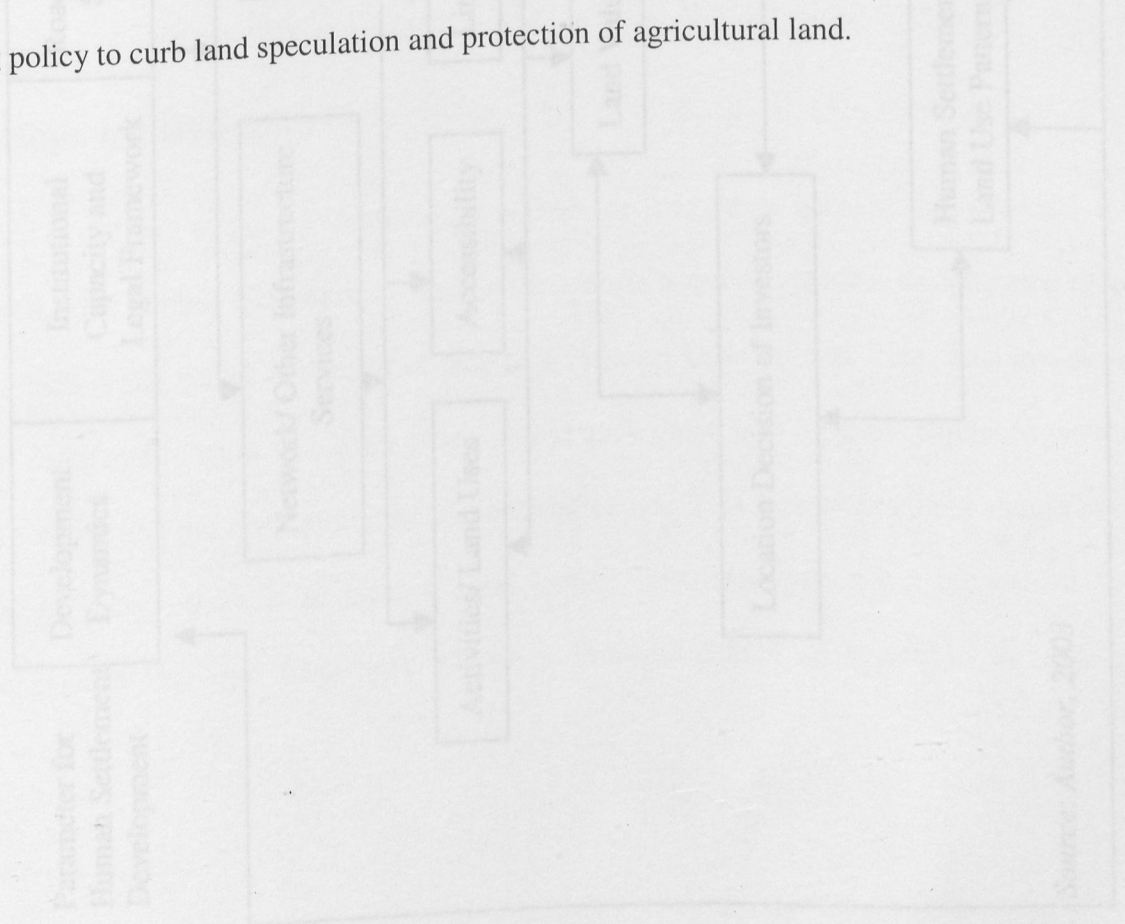 policy to curb land speculation and protection of agricultural land.
Parameter for
Human Settlement
Development
Development
Dynamics
Institutional
Capacity and
Legal Framework
Network/ Other Infrastructure
Services
Activities/ Land Uses
Accessibility
Land
Location Decision of Investors
Human
Land Use
Source: Author, 2003